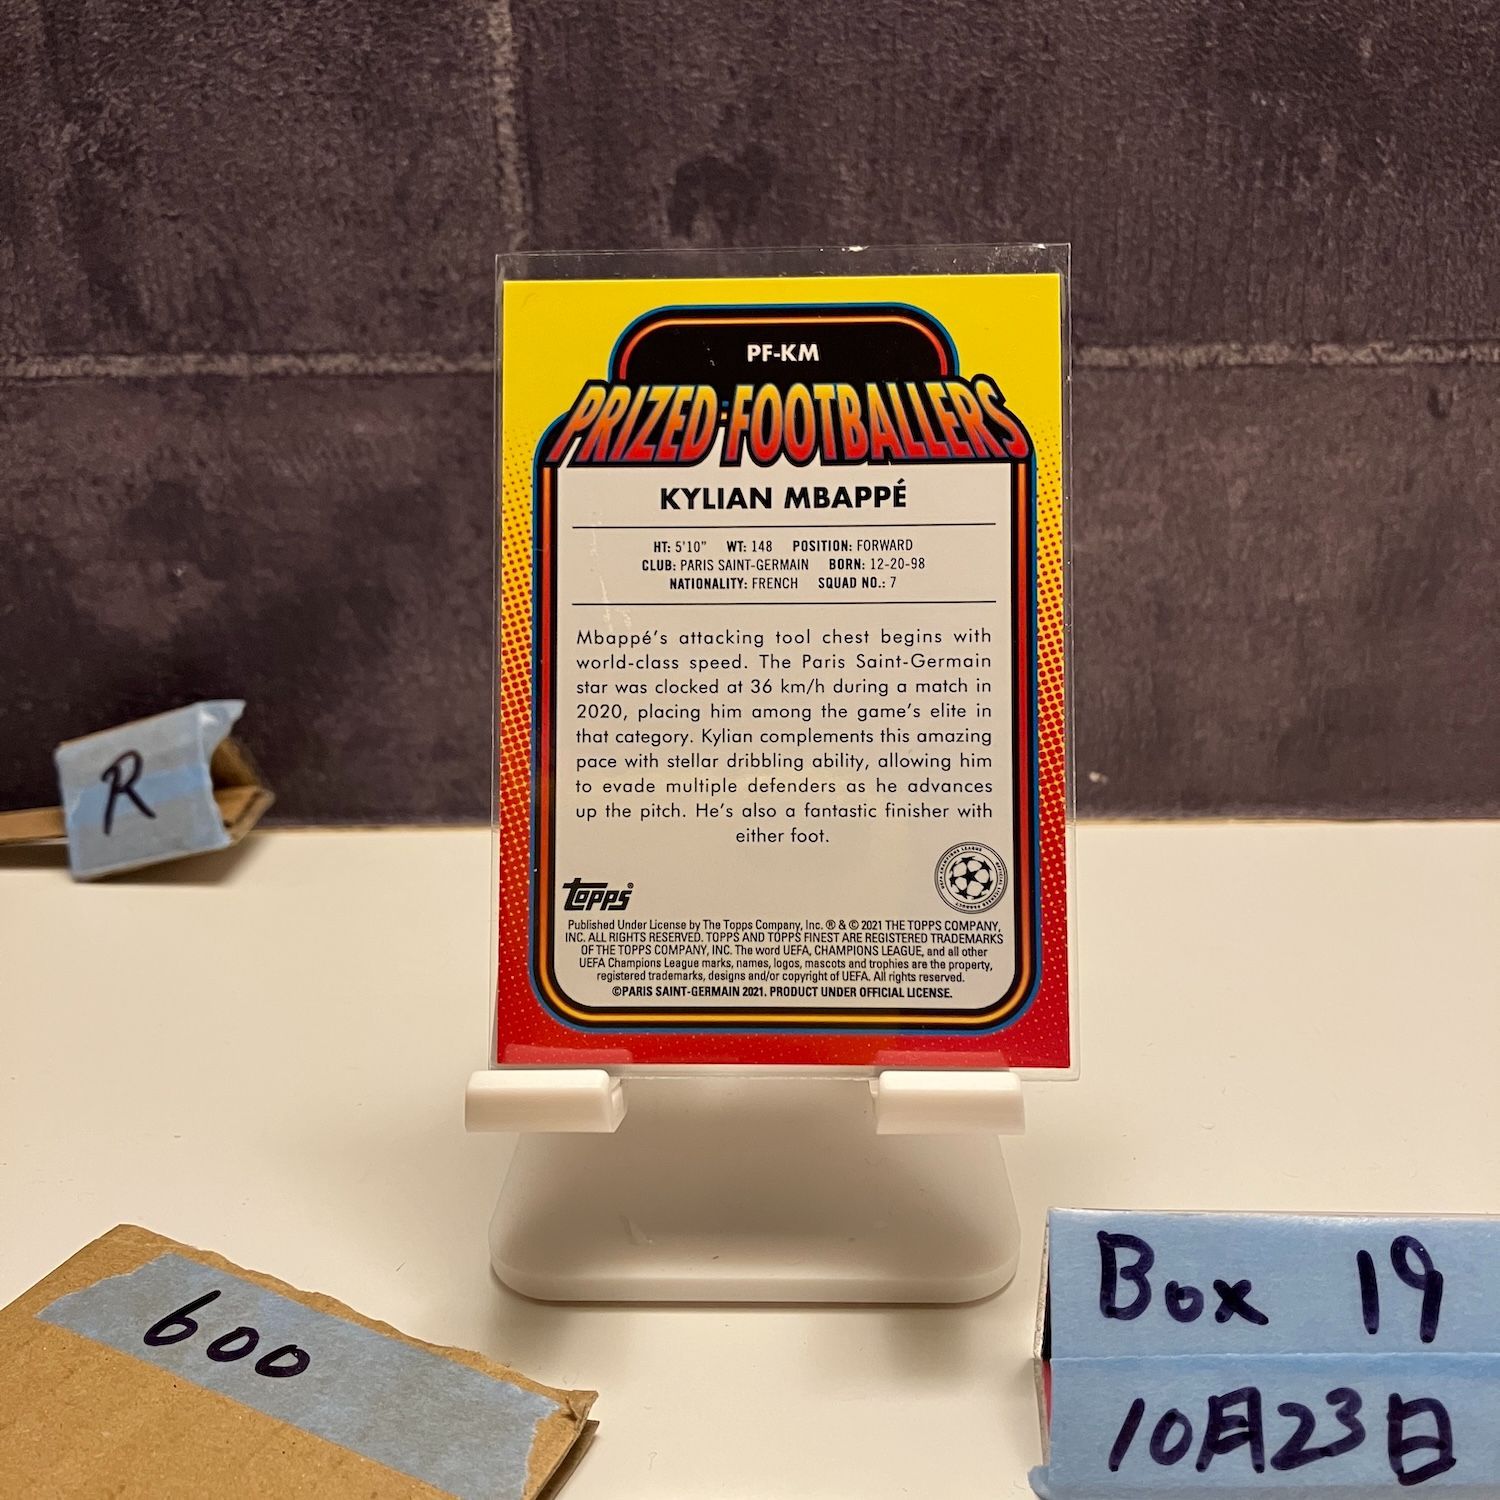 PF-KM
PRIZED FOOTBALLERS
KYLIAN MBAPPÉ
HT: 5'10" WT: 148 POSITION: FORWARD
CLUB: PARIS SAINT-GERMAIN BORN: 12-20-98
NATIONALITY: FRENCH SQUAD NO.: 7
Mbappé's attacking tool chest begins with
world-class speed. The Paris Saint-Germain
star was clocked at 36 km/h during a match in
2020, placing him among the game's elite in
that category. Kylian complements this amazing
pace with stellar dribbling ability, allowing him
to evade multiple defenders as he advances
up the pitch. He's also a fantastic finisher with
either foot.
UEFA CHAMPIONS LEAGUE
OFFICIAL LICENSED PRODUCT
topps®
Published Under License by The Topps Company, Inc. ® & © 2021 THE TOPPS COMPANY,
INC. ALL RIGHTS RESERVED. TOPPS AND TOPPS FINEST ARE REGISTERED TRADEMARKS
OF THE TOPPS COMPANY, INC. The word UEFA, CHAMPIONS LEAGUE, and all other
UEFA Champions League marks, names, logos, mascots and trophies are the property,
registered trademarks, designs and/or copyright of UEFA. All rights reserved.
©PARIS SAINT-GERMAIN 2021. PRODUCT UNDER OFFICIAL LICENSE.
R
600
Box 19
10月23日